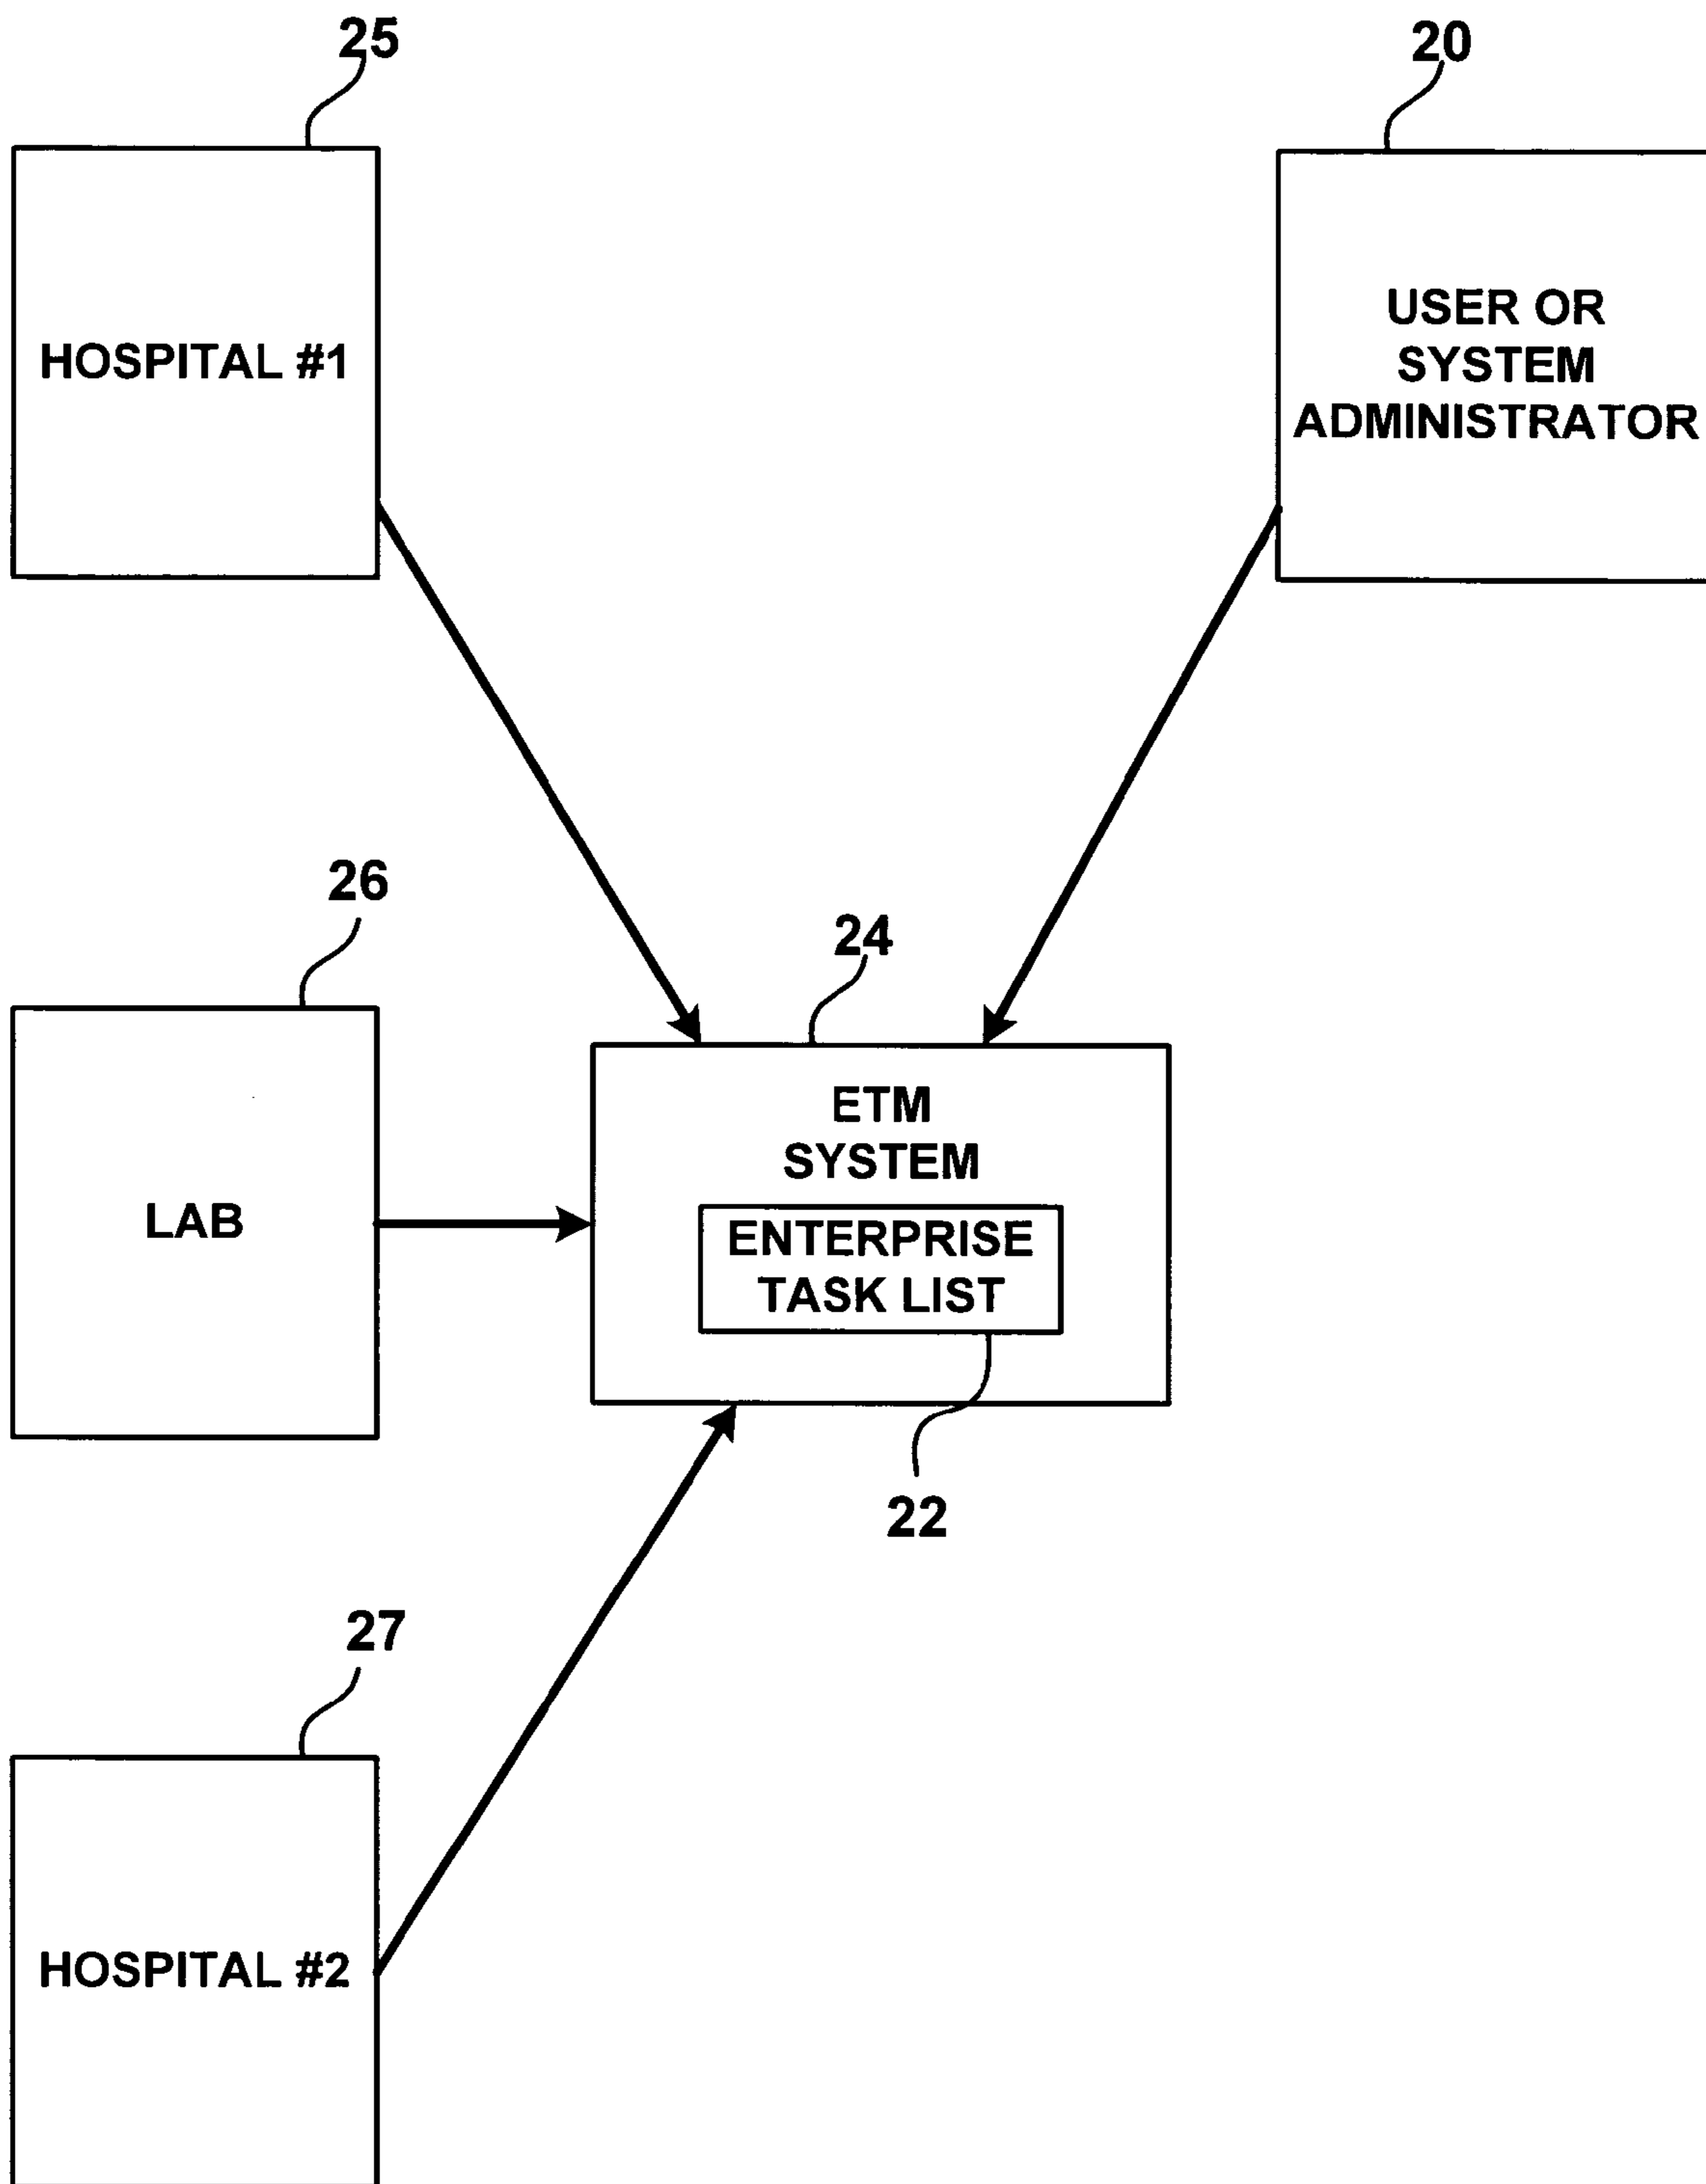 25
20
HOSPITAL #1
USER OR
SYSTEM
ADMINISTRATOR
26
24
LAB
ETM
SYSTEM
ENTERPRISE
TASK LIST
22
27
HOSPITAL #2